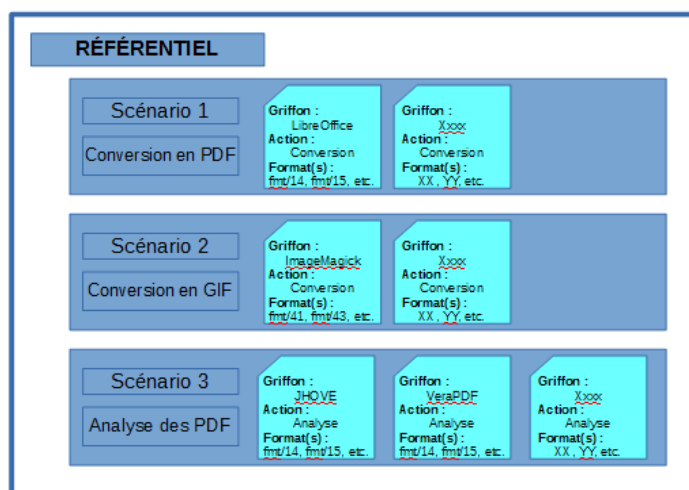 RÉFÉRENTIEL
Scénario 1
Conversion en PDF
Griffon :
LibreOffice
Action :
Conversion
Format(s) :
fmt/14, fmt/15, etc.
Griffon :
Xxxx
Action :
Conversion
Format(s) :
XX , YY, etc.
Scénario 2
Conversion en GIF
Griffon :
ImageMagick
Action :
Conversion
Format(s) :
fmt/41, fmt/43, etc.
Griffon :
Xxxx
Action :
Conversion
Format(s) :
XX , YY, etc.
Scénario 3
Analyse des PDF
Griffon :
JHOVE
Action :
Analyse
Format(s) :
fmt/14, fmt/15, etc.
Griffon :
VeraPDF
Action :
Analyse
Format(s) :
fmt/14, fmt/15, etc.
Griffon :
Xxxx
Action :
Analyse
Format(s) :
XX , YY, etc.